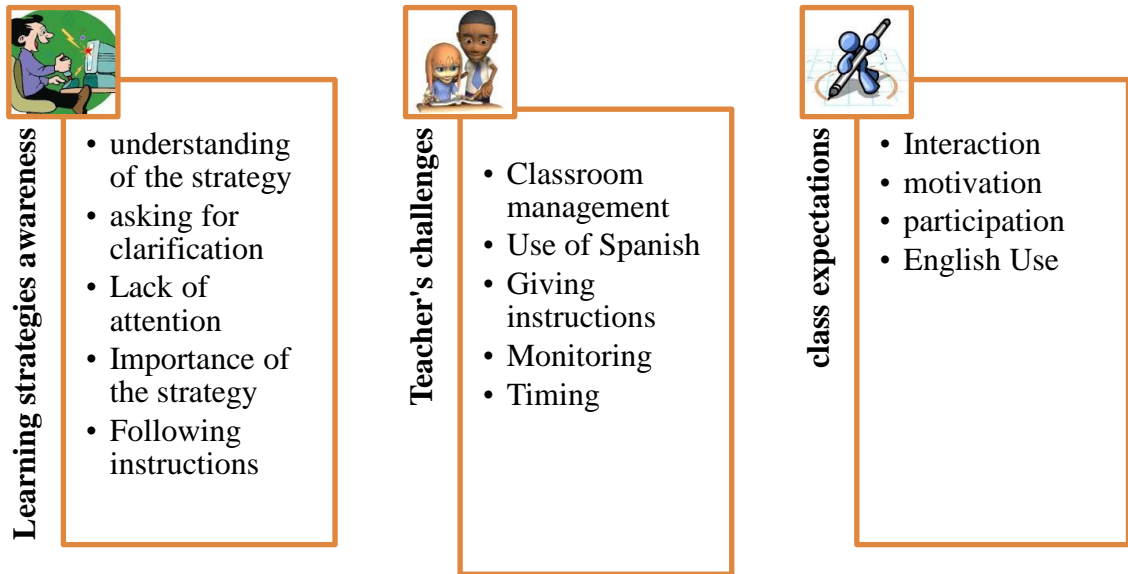 Learning strategies awareness
• understanding
of the strategy
• asking for
clarification
• Lack of
attention
• Importance of
the strategy
• Following
instructions
Teacher's challenges
• Classroom
management
• Use of Spanish
• Giving
instructions
• Monitoring
• Timing
class expectations
• Interaction
• motivation
• participation
• English Use